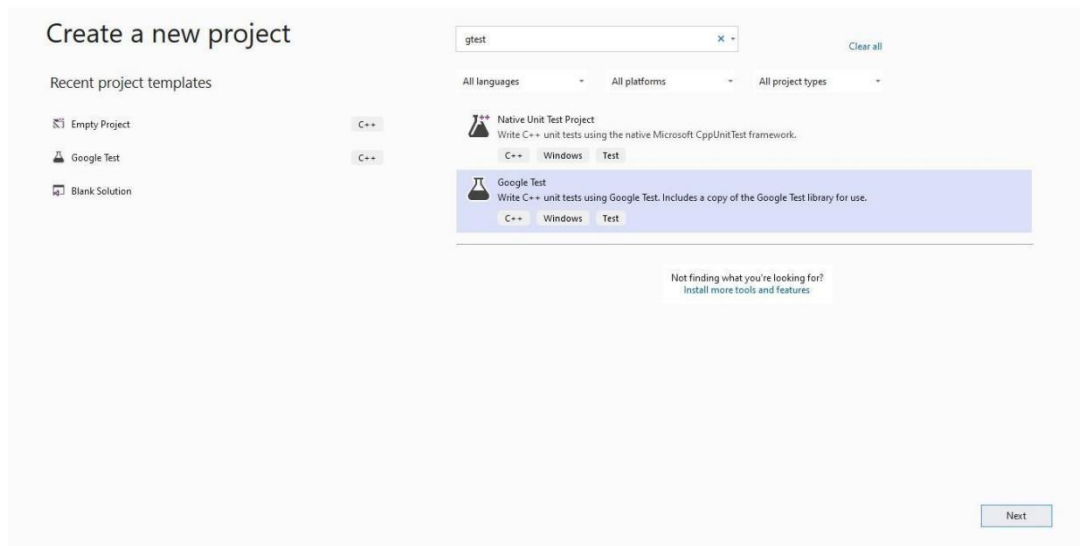 Create a new project
Recent project templates
Empty Project C++
Google Test C++
Blank Solution
gtest
Clear all
All languages All platforms All project types
Native Unit Test Project
Write C++ unit tests using the native Microsoft CppUnitTest framework.
C++ Windows Test
Google Test
Write C++ unit tests using Google Test. Includes a copy of the Google Test library for use.
C++ Windows Test
Not finding what you're looking for?
Install more tools and features
Next